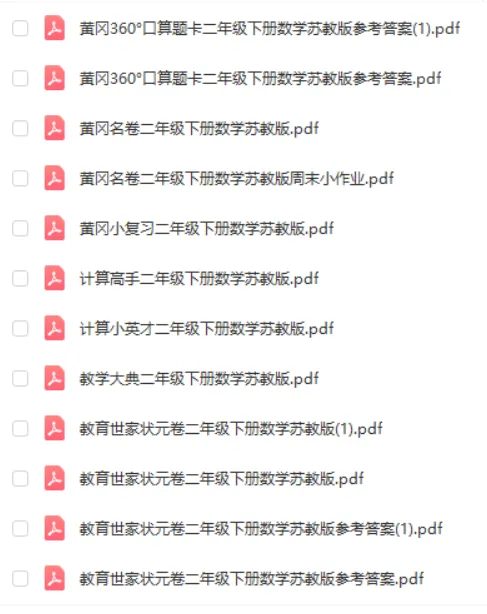 黄冈360°口算题卡二年级下册数学苏教版参考答案(1).pdf
黄冈360°口算题卡二年级下册数学苏教版参考答案.pdf
黄冈名卷二年级下册数学苏教版.pdf
黄冈名卷二年级下册数学苏教版周末小作业.pdf
黄冈小复习二年级下册数学苏教版.pdf
计算高手二年级下册数学苏教版.pdf
计算小英才二年级下册数学苏教版.pdf
教学大典二年级下册数学苏教版.pdf
教育世家状元卷二年级下册数学苏教版(1).pdf
教育世家状元卷二年级下册数学苏教版.pdf
教育世家状元卷二年级下册数学苏教版参考答案(1).pdf
教育世家状元卷二年级下册数学苏教版参考答案.pdf